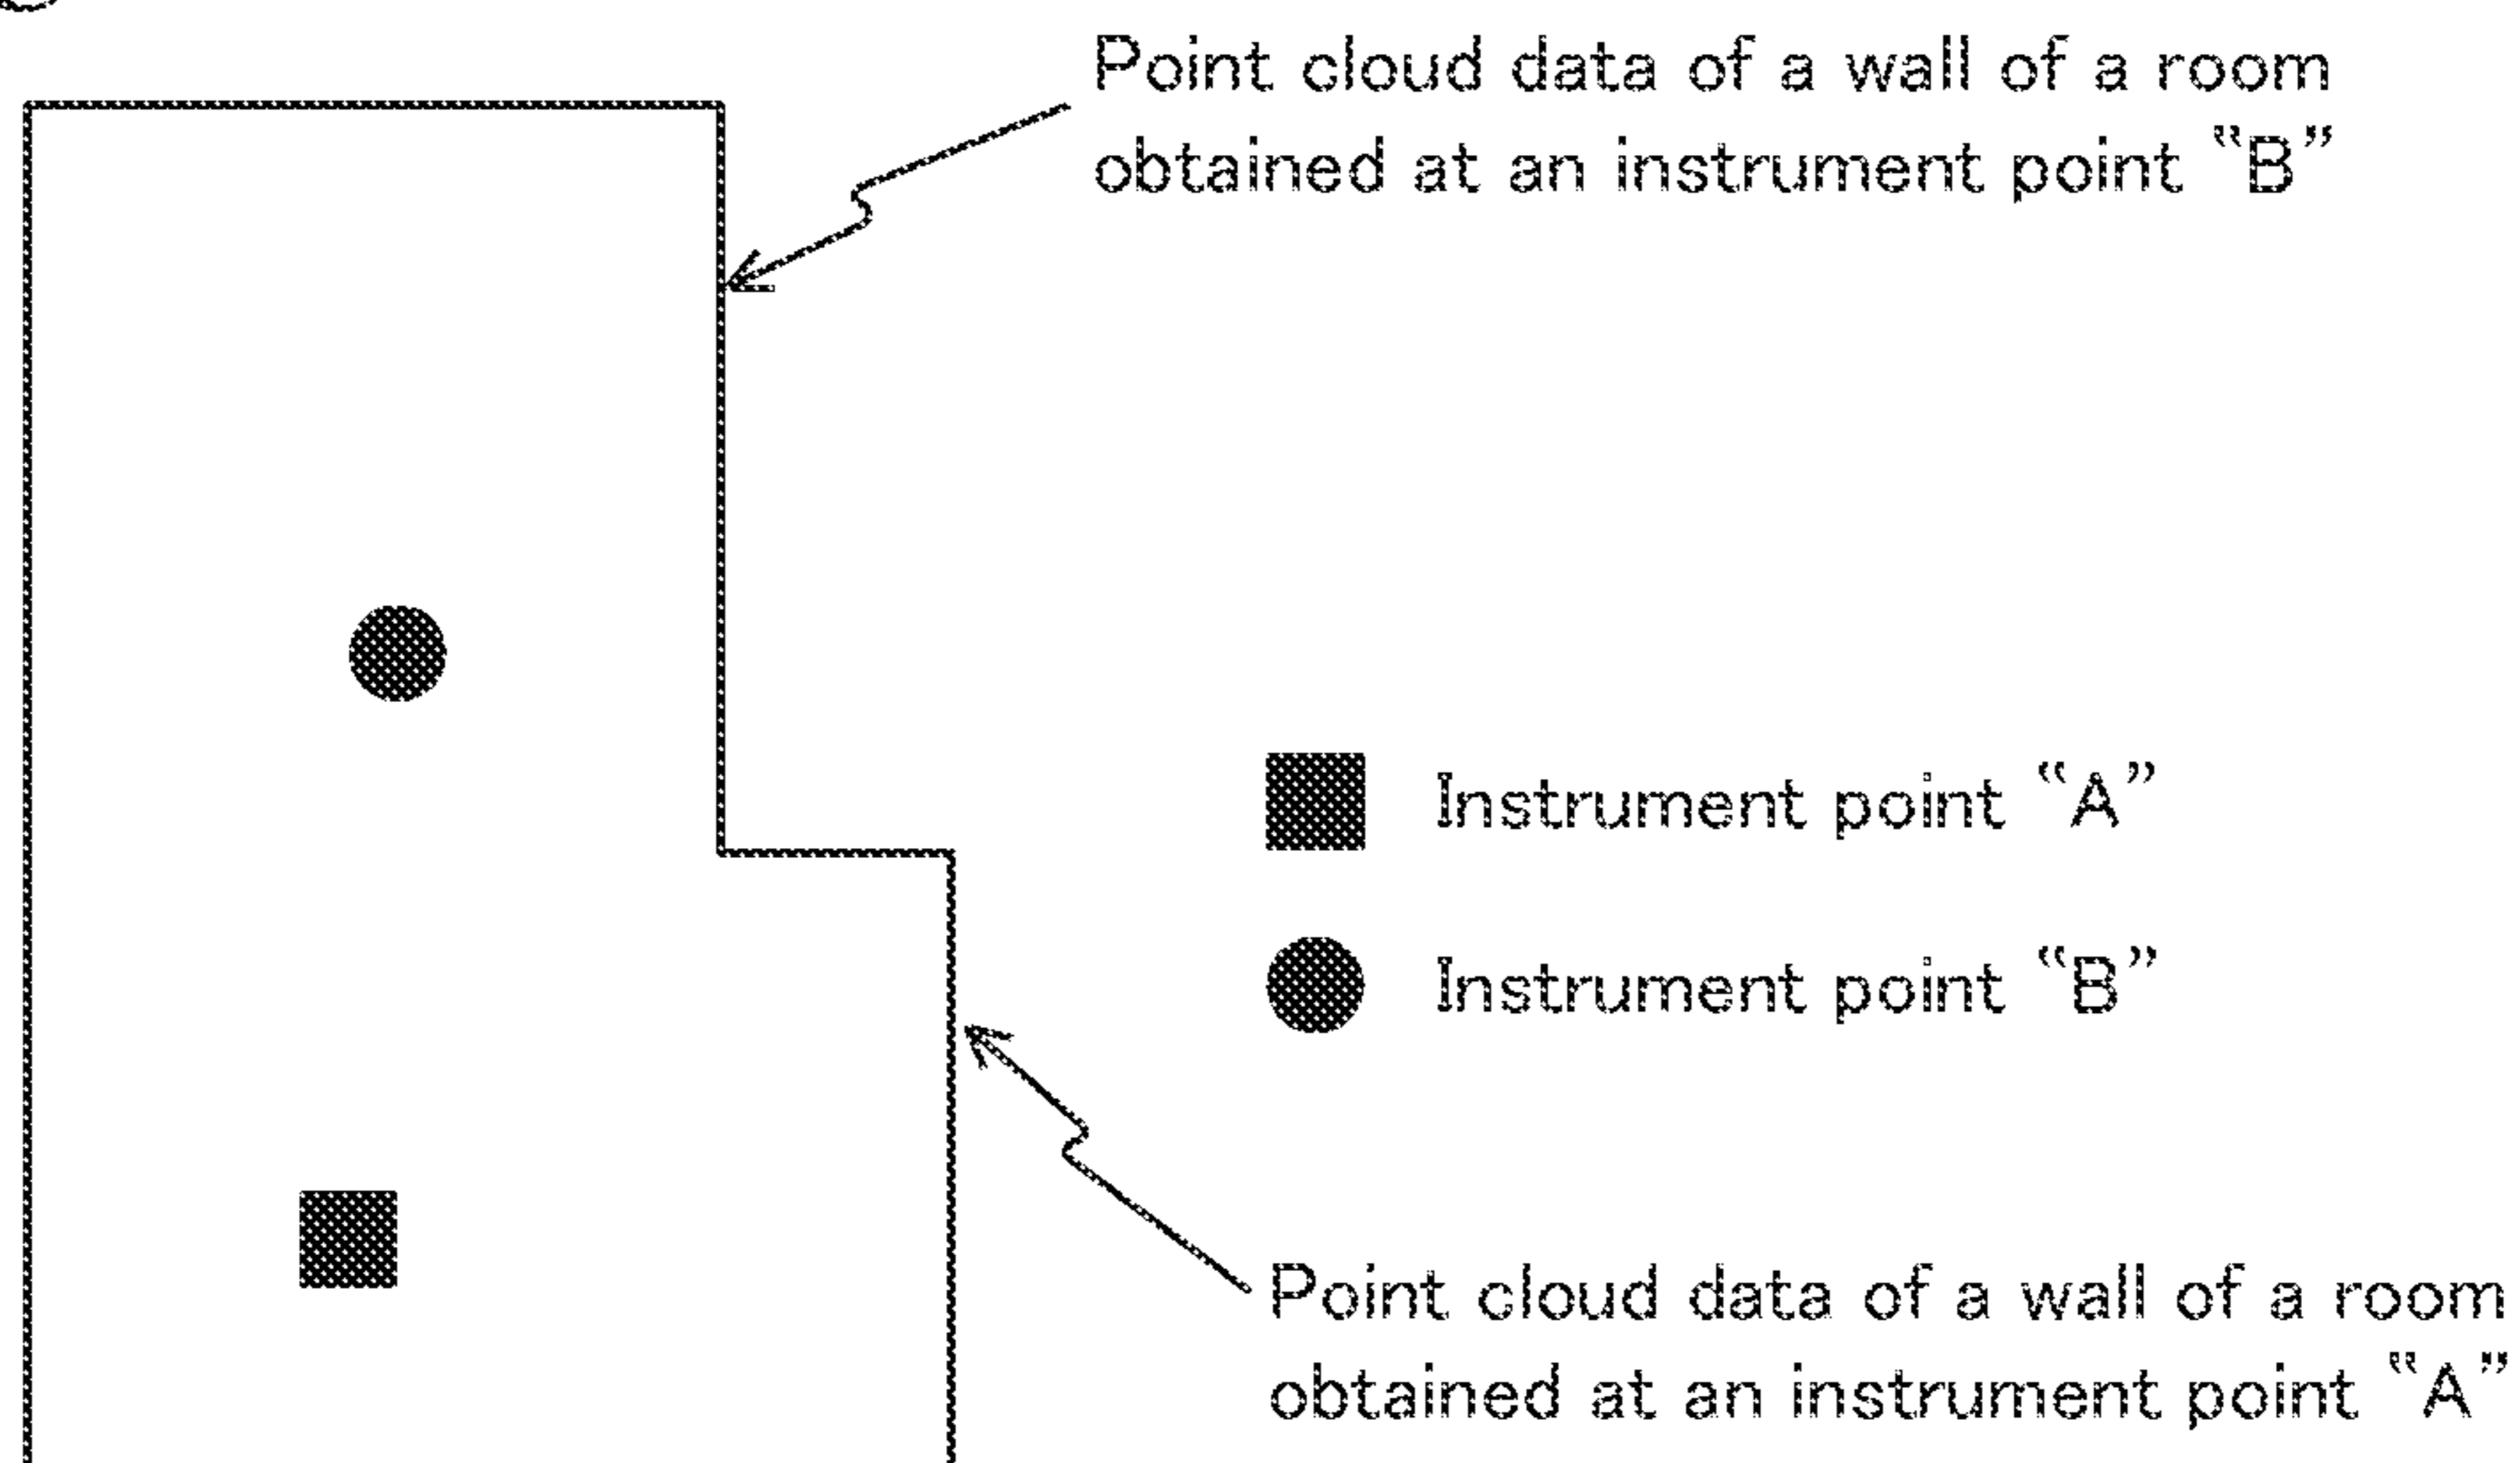 Point cloud data of a wall of a room
obtained at an instrument point “B”
Instrument point “A”
Instrument point “B”
Point cloud data of a wall of a room
obtained at an instrument point “A”